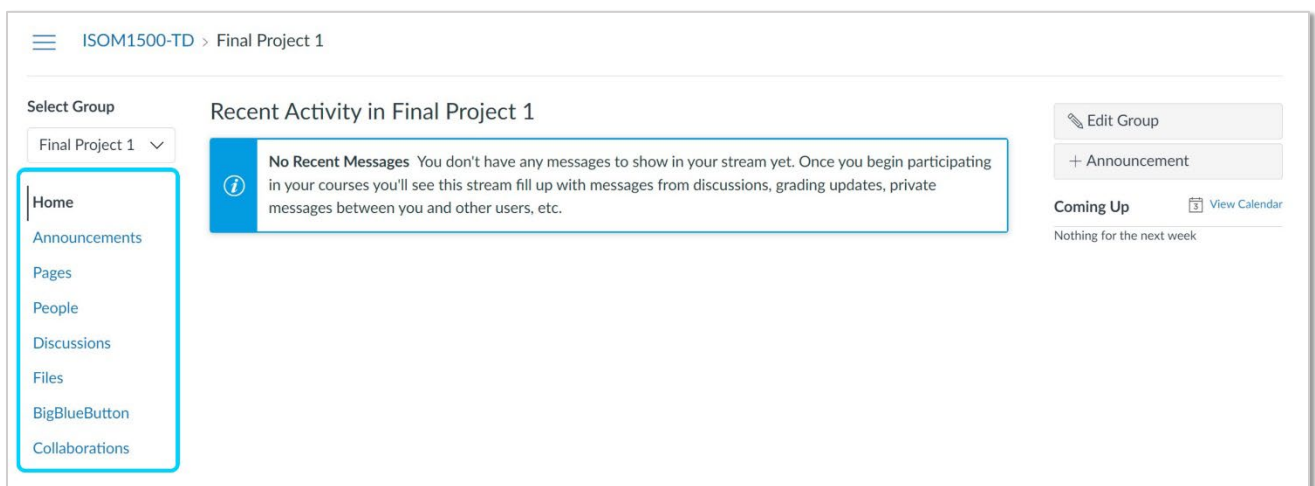 ISOM1500-TD > Final Project 1
Select Group
Final Project 1
Home
Announcements
Pages
People
Discussions
Files
BigBlueButton
Collaborations
Recent Activity in Final Project 1
No Recent Messages You don't have any messages to show in your stream yet. Once you begin participating
in your courses you'll see this stream fill up with messages from discussions, grading updates, private
messages between you and other users, etc.
Edit Group
+ Announcement
Coming Up
3 View Calendar
Nothing for the next week